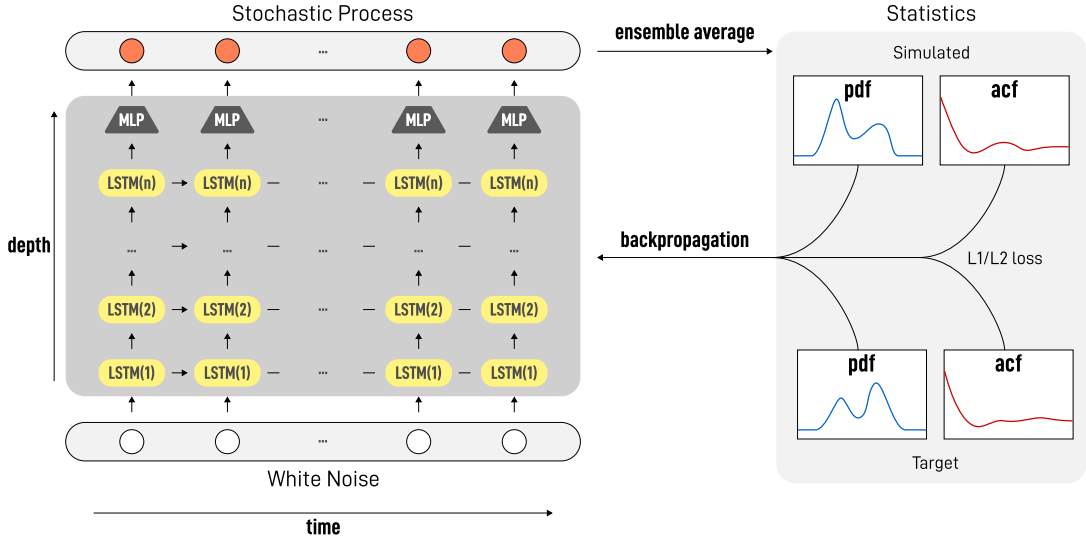 Stochastic Process
Statistics
... 
ensemble average
Simulated
pdf
acf
MLP
MLP
...
MLP
MLP
LSTM(n)
LSTM(n)
...
LSTM(n)
LSTM(n)
depth
...
...
...
...
...
backpropagation
L1/L2 loss
LSTM(2)
LSTM(2)
...
LSTM(2)
LSTM(2)
LSTM(1)
LSTM(1)
...
LSTM(1)
LSTM(1)
pdf
acf
...
White Noise
Target
time